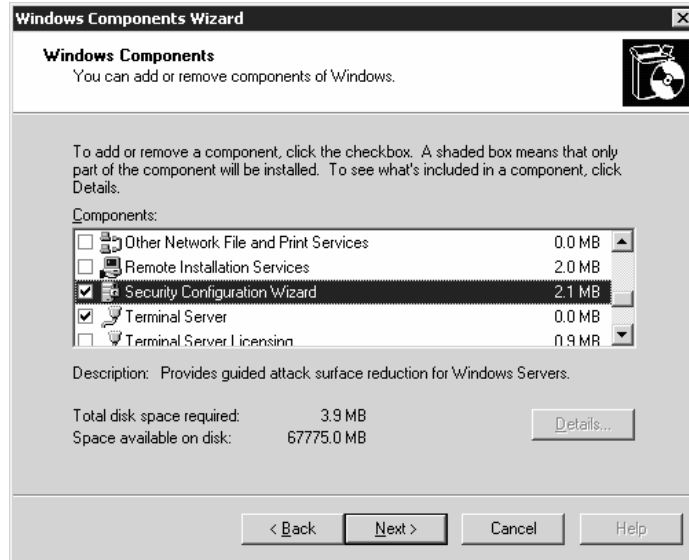 Windows Components Wizard
Windows Components
You can add or remove components of Windows.
To add or remove a component, click the checkbox. A shaded box means that only
part of the component will be installed. To see what's included in a component, click
Details.
Components:
Other Network File and Print Services 0.0 MB
Remote Installation Services 2.0 MB
Security Configuration Wizard 2.1 MB
Terminal Server 0.0 MB
Terminal Server Licensing 0.9 MB
Description: Provides guided attack surface reduction for Windows Servers.
Total disk space required: 3.9 MB
Space available on disk: 67775.0 MB
Details...
< Back Next > Cancel Help